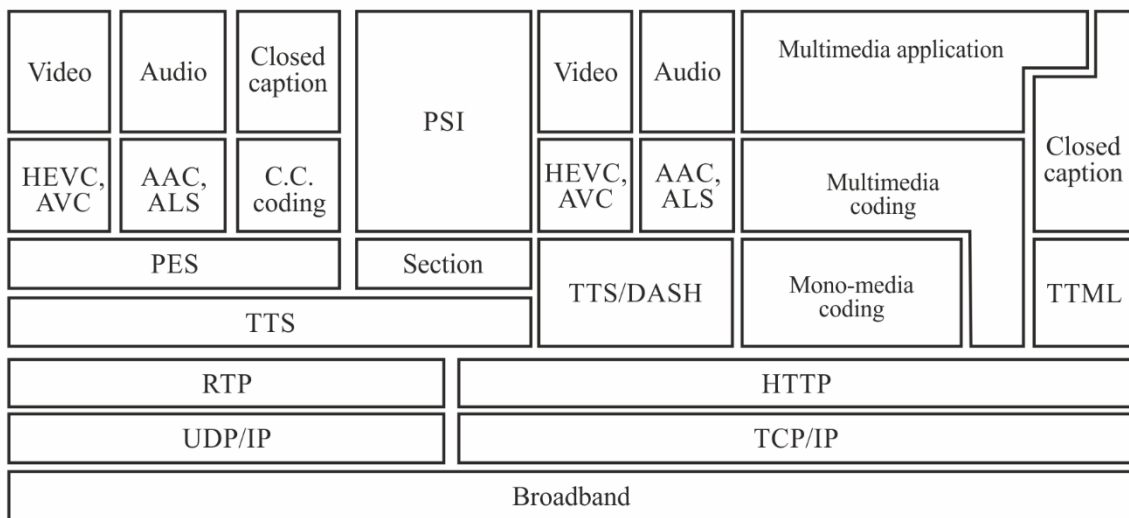 Video
Audio
Closed
caption
PSI
Video
Audio
Multimedia application
HEVC,
AVC
AAC,
ALS
C.C.
coding
HEVC,
AVC
AAC,
ALS
Multimedia
coding
Closed
caption
PES
Section
TTS/DASH
Mono-media
coding
TTML
TTS
RTP
HTTP
UDP/IP
TCP/IP
Broadband